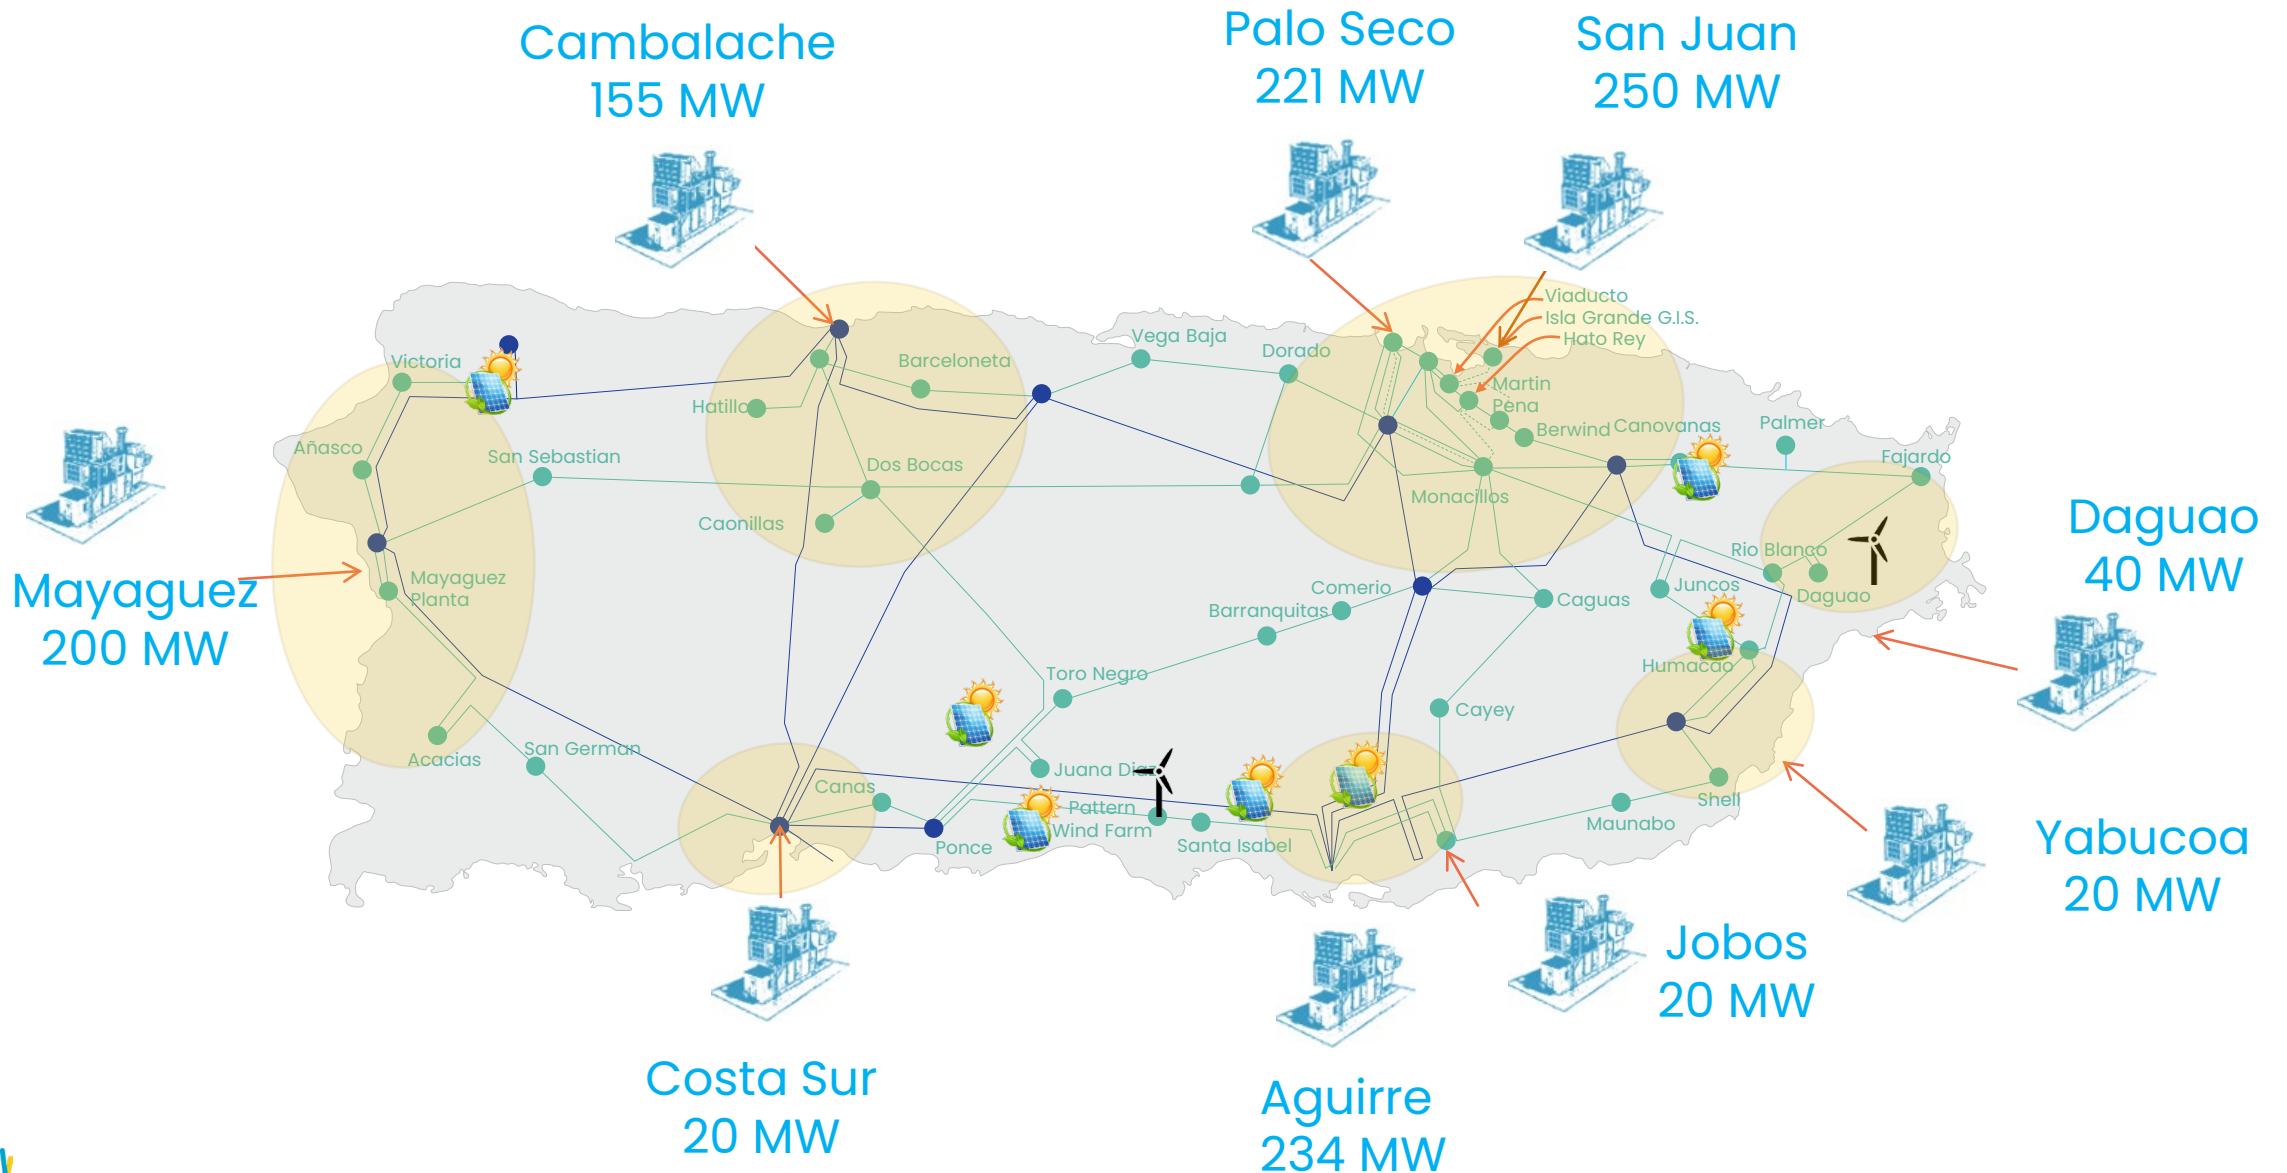 Cambalache
155 MW
Palo Seco
221 MW
San Juan
250 MW
Viaducto
Isla Grande G.I.S.
Hato Rey
Vega Baja
Dorado
Victoria
Barceloneta
Martin
Pena
Hatillo
Berwind
Canovanas
Palmer
Añasco
San Sebastian
Dos Bocas
Fajardo
Monacillos
Caonillas
Daguao
40 MW
Rio Blanco
Mayaguez
200 MW
Mayaguez
Planta
Comerio
Juncos
Daguao
Barranquitas
Caguas
Humacao
Toro Negro
Cayey
San German
Acacias
Juana Diaz
Canas
Pattern
Wind Farm
Shell
Maunabo
Ponce
Santa Isabel
Yabucoa
20 MW
Jobos
20 MW
Costa Sur
20 MW
Aguirre
234 MW